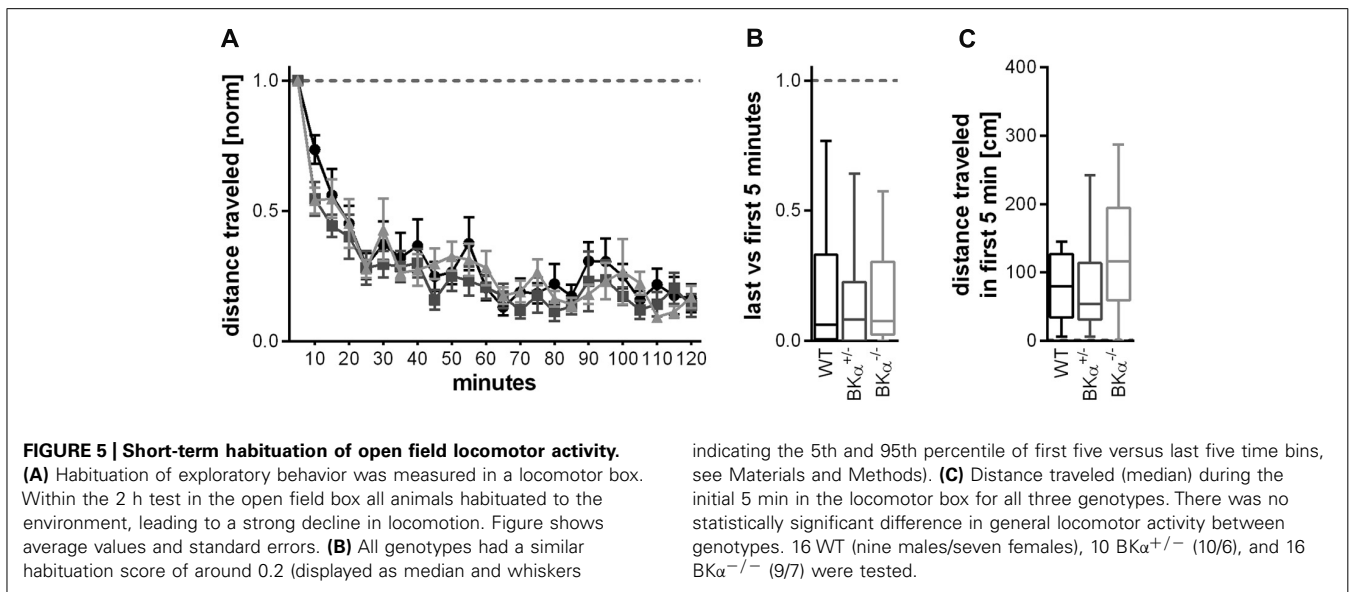 A
B
C
distance traveled [norm]
1.0
0.5
0.0
10 20 30 40 50 60 70 80 90 100 110 120
minutes
last vs first 5 minutes
1.0
0.5
0.0
WT
BKα+/-
BKα-/-
distance traveled
in first 5 min [cm]
400
300
200
100
0
WT
BKα+/-
BKα-/-
FIGURE 5 | Short-term habituation of open field locomotor activity.
(A) Habituation of exploratory behavior was measured in a locomotor box.
Within the 2 h test in the open field box all animals habituated to the
environment, leading to a strong decline in locomotion. Figure shows
average values and standard errors. (B) All genotypes had a similar
habituation score of around 0.2 (displayed as median and whiskers
indicating the 5th and 95th percentile of first five versus last five time bins,
see Materials and Methods). (C) Distance traveled (median) during the
initial 5 min in the locomotor box for all three genotypes. There was no
statistically significant difference in general locomotor activity between
genotypes. 16 WT (nine males/seven females), 10 BKα+/− (10/6), and 16
BKα−/− (9/7) were tested.